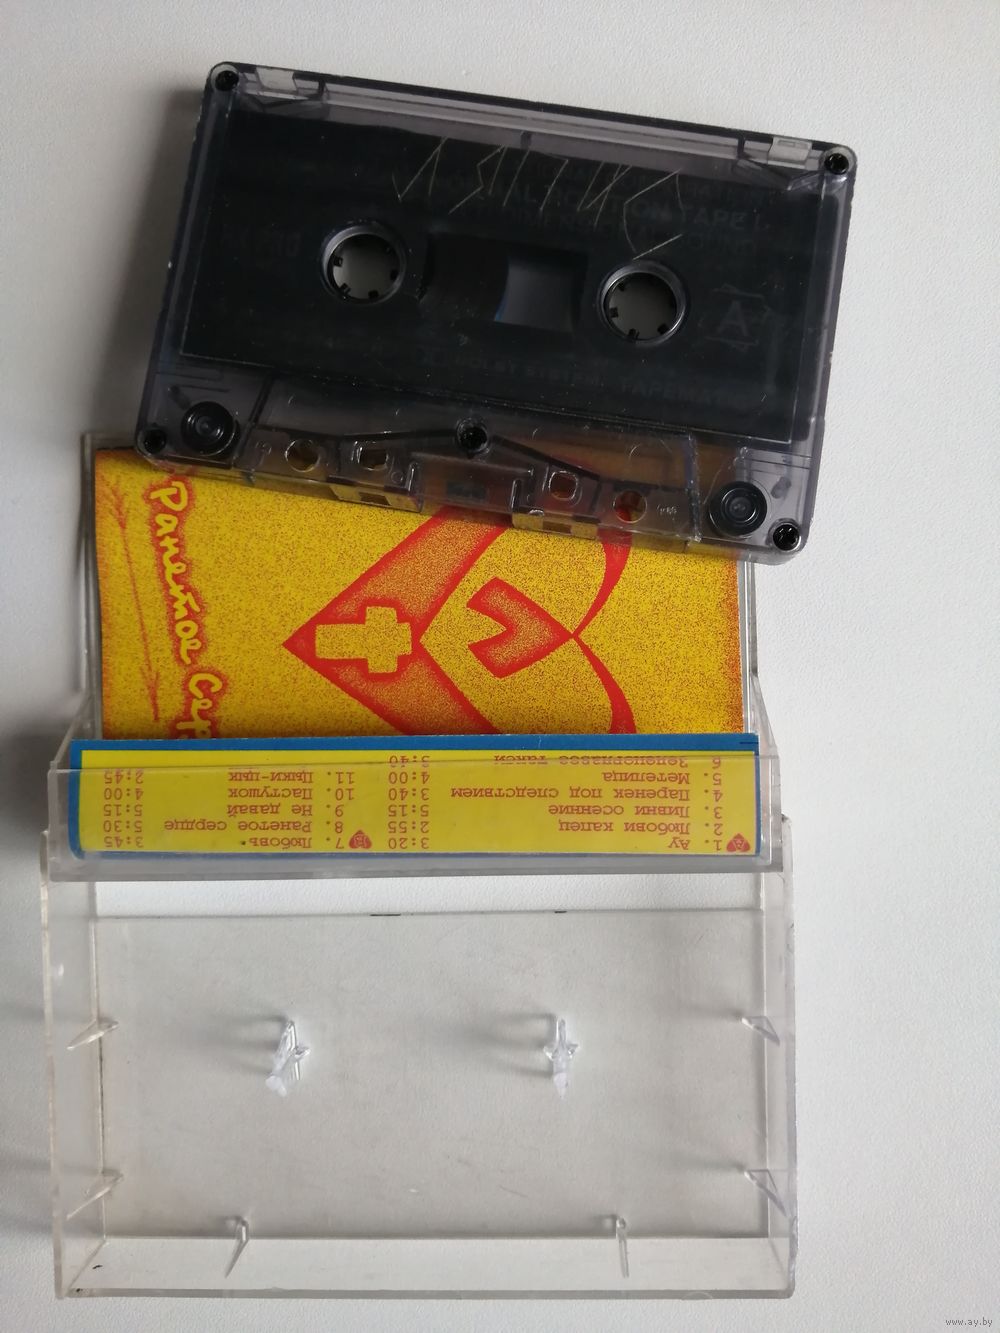 Ранетое Сер
1. Ау 3:20
2. Любови капец 2:55
3. Ливни осенние 5:15
4. Паренек под следствием 3:40
5. Метелица 4:00
6. Зеленоглазое такси 3:40
7. Любовь. 3:45
8. Ранетое сердце 5:30
9. Не давай 5:15
10. Пастушок 4:00
11. Цыки-цык 2:45
www.ay.by